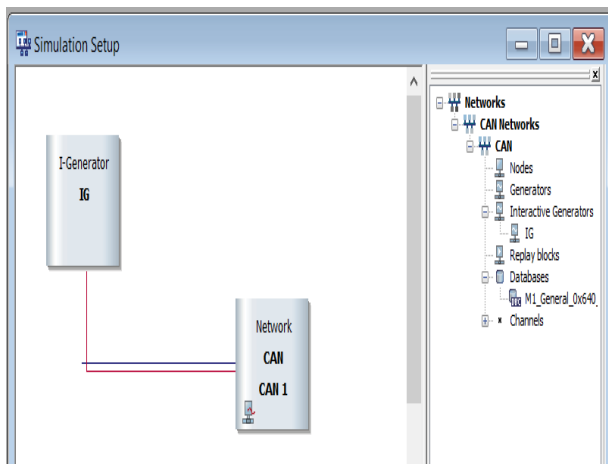 Simulation Setup
I-Generator
IG
Network
CAN
CAN 1
Networks
CAN Networks
CAN
Nodes
Generators
Interactive Generators
IG
Replay blocks
Databases
M1_General_0x640_
Channels